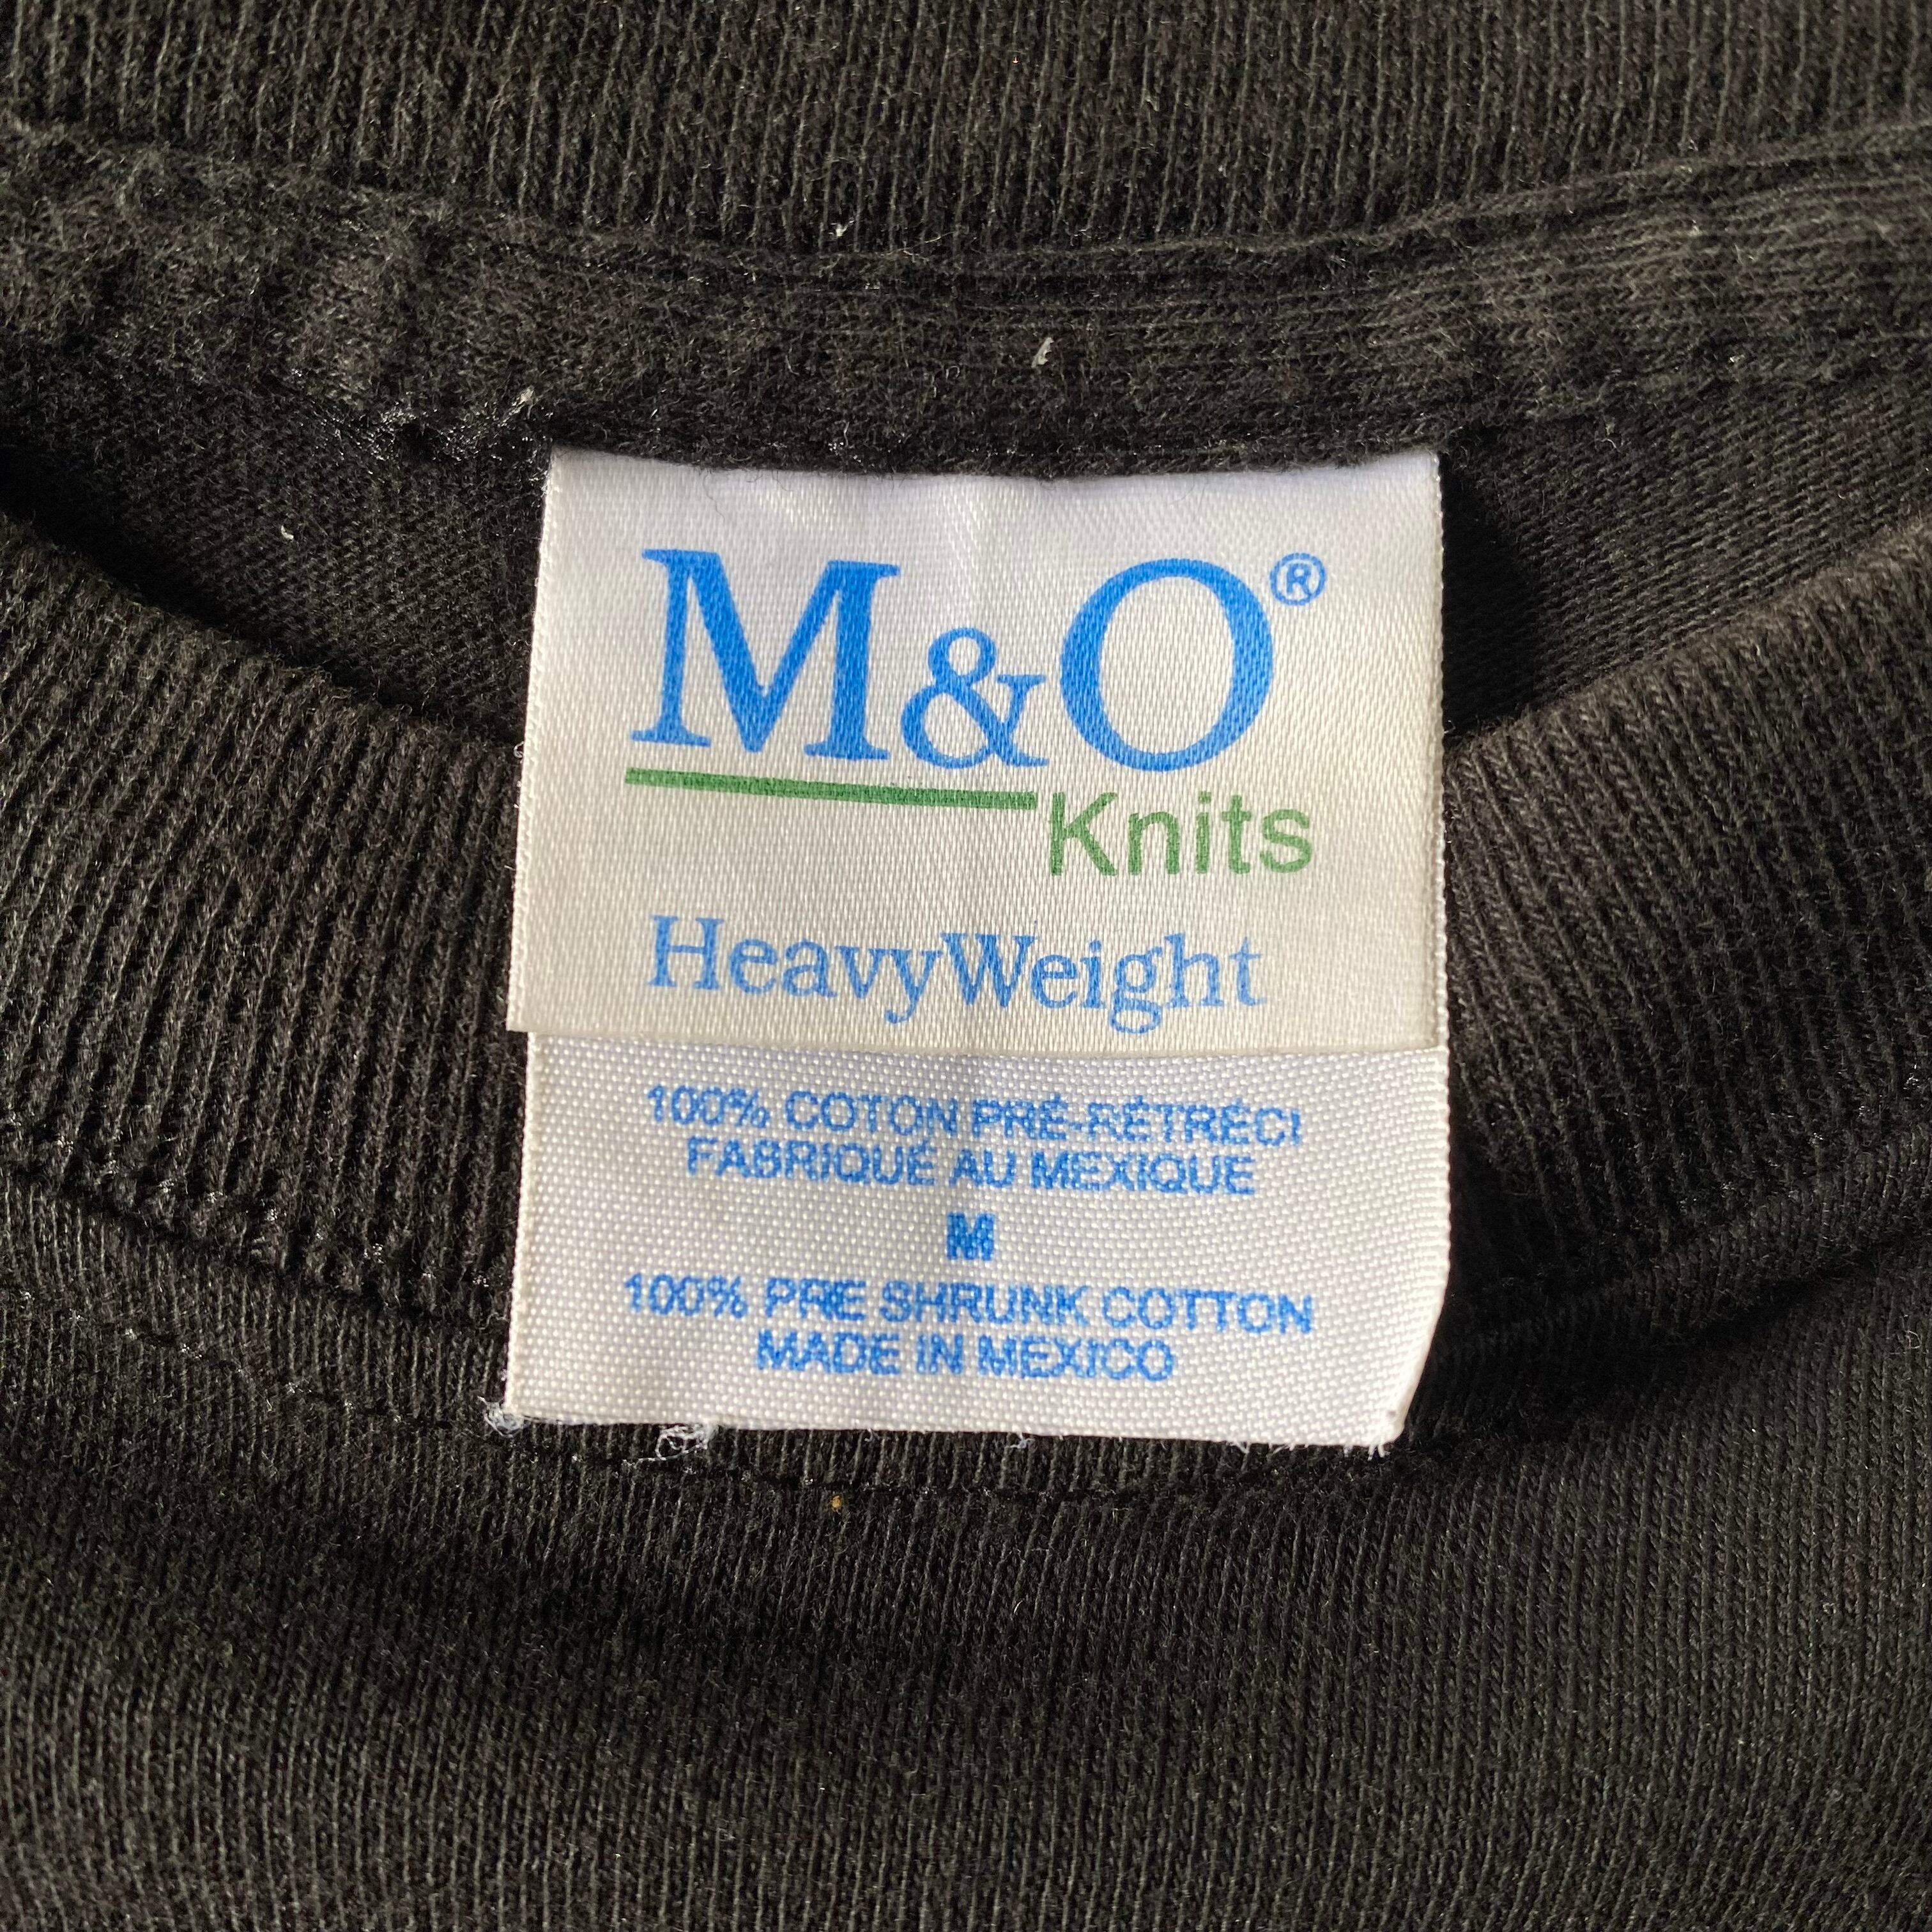 M&O®
Knits
HeavyWeight
100% COTON PRÉ-RÉTRÉCI
FABRIQUÉ AU MEXIQUE
M
100% PRE SHRUNK COTTON
MADE IN MEXICO